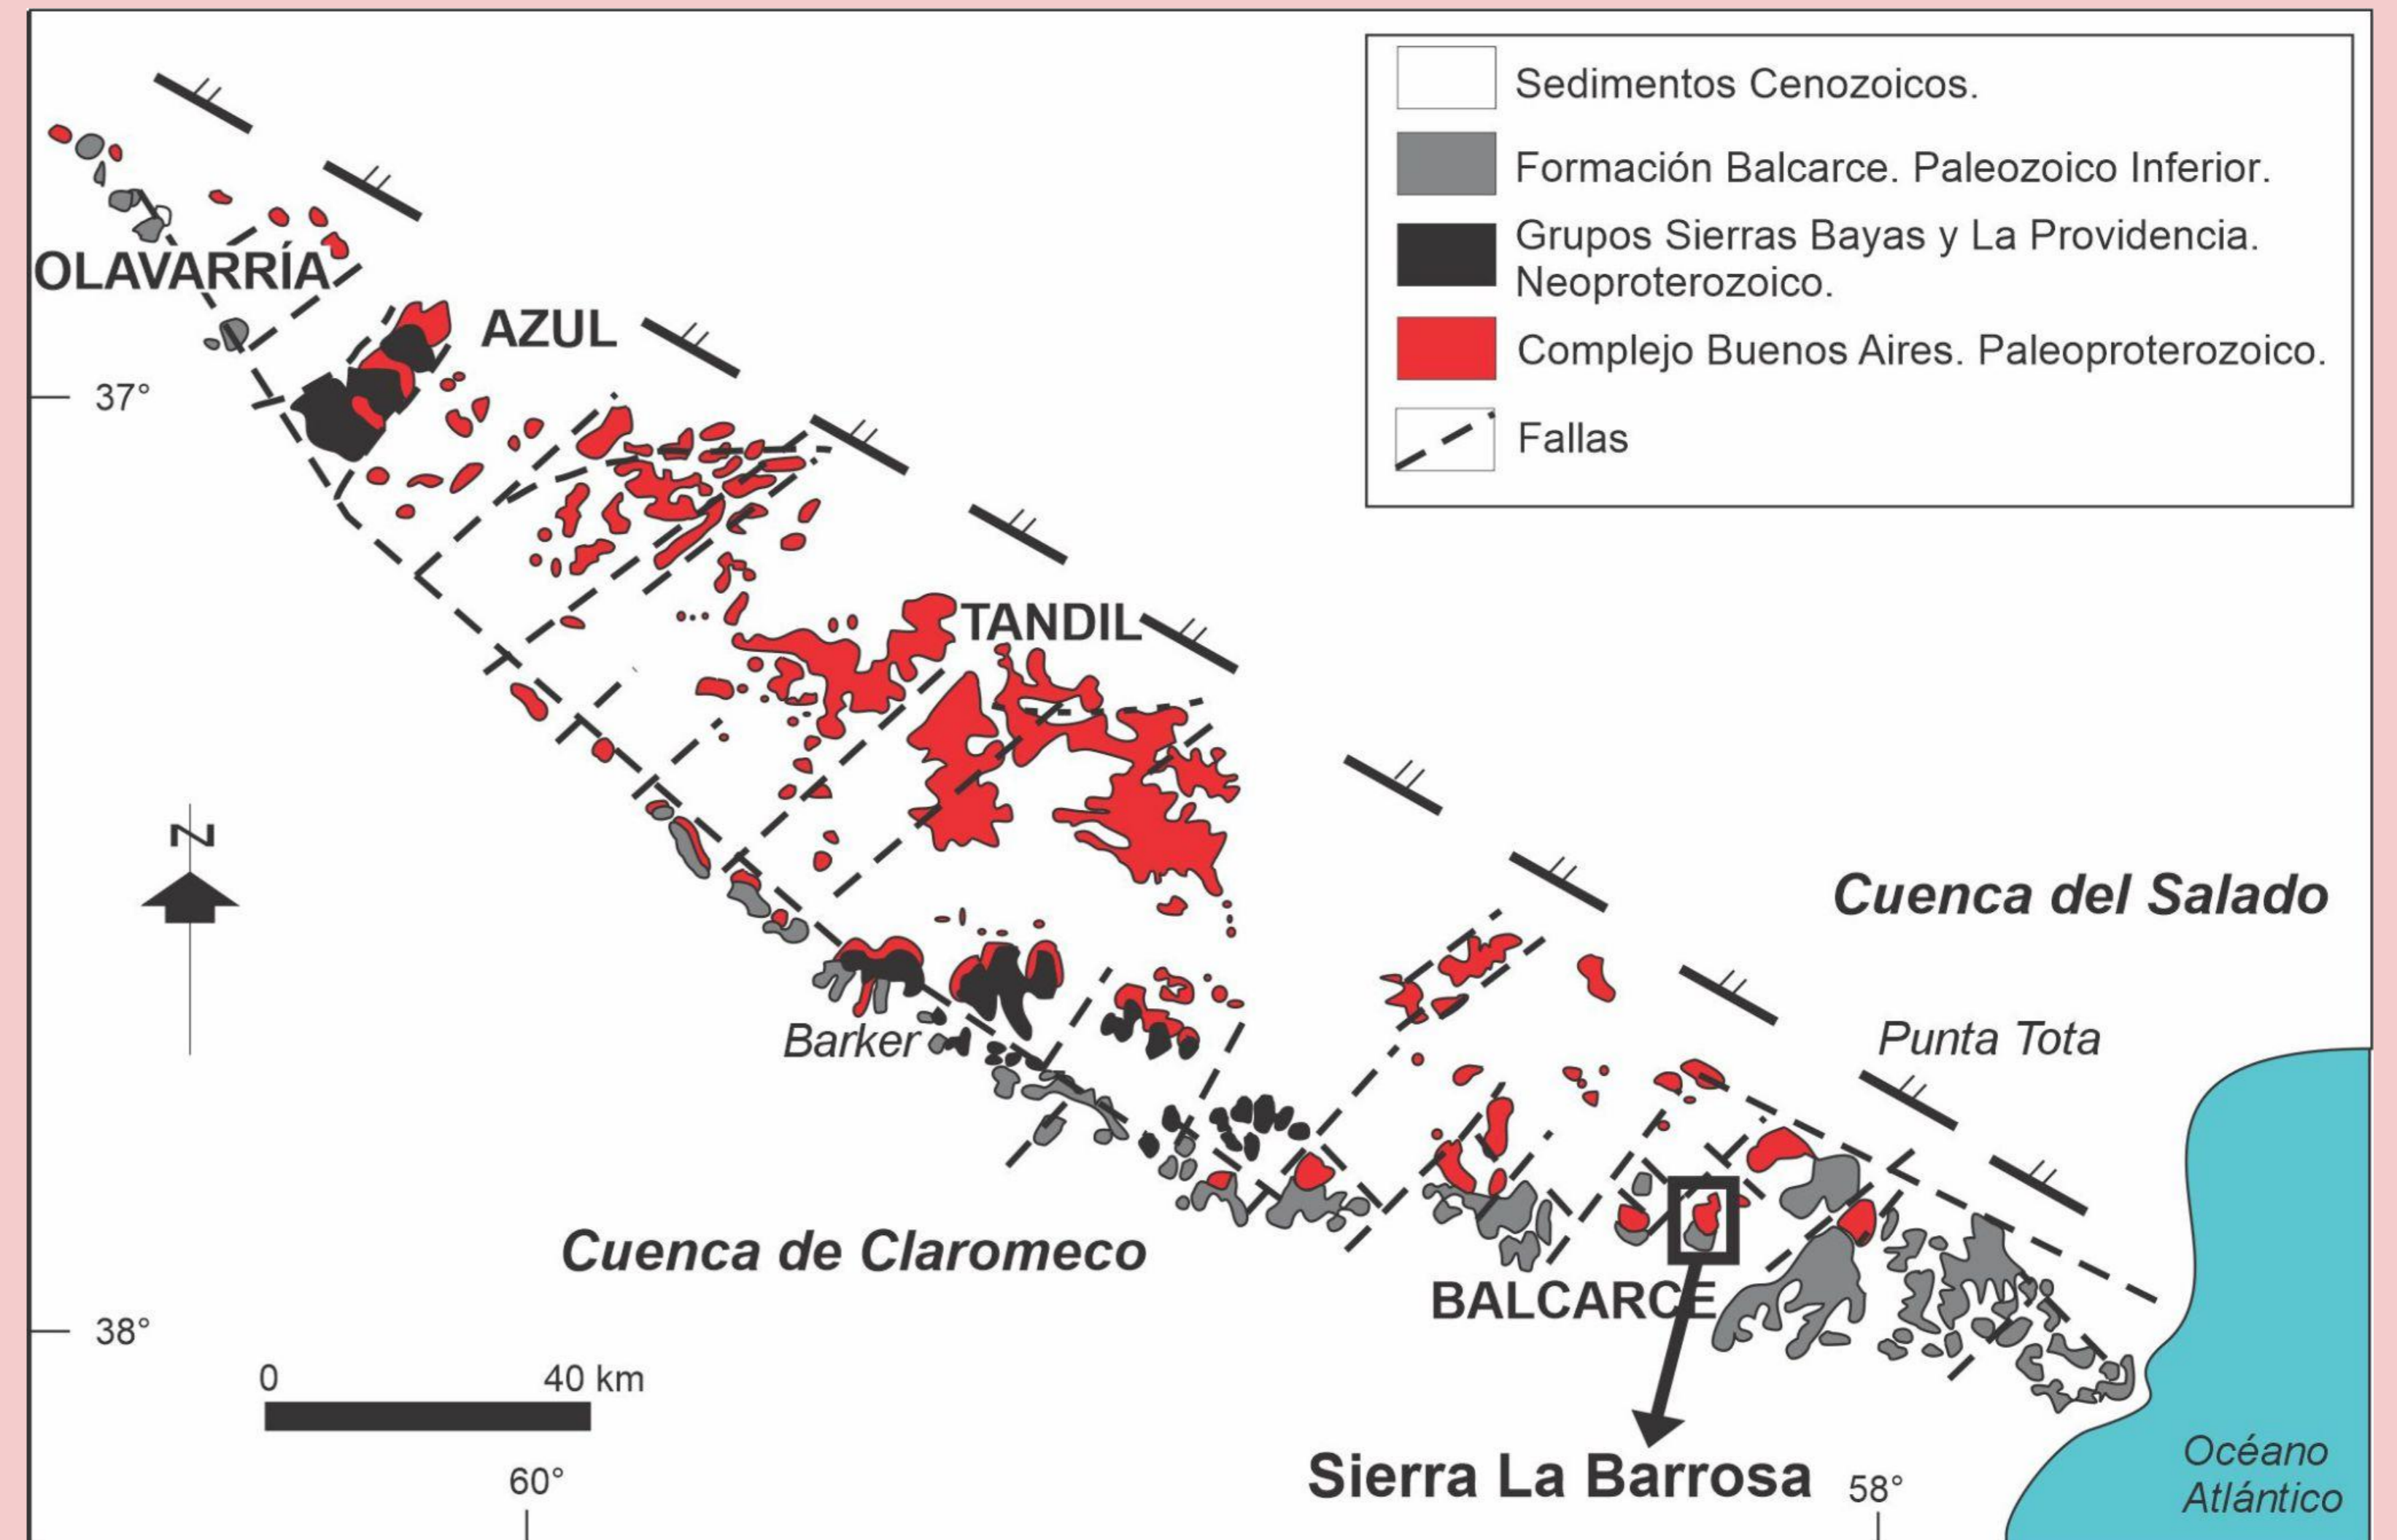 Sedimentos Cenozoicos.
Formación Balcarce. Paleozoico Inferior.
Grupos Sierras Bayas y La Providencia.
Neoproterozoico.
Complejo Buenos Aires. Paleoproterozoico.
Fallas
OLAVARRÍA
AZUL
37°
TANDIL
N
Cuenca del Salado
Barker
Punta Tota
Cuenca de Claromeco
BALCARCE
38°
0 40 km
Sierra La Barrosa
60°
58°
Océano
Atlántico